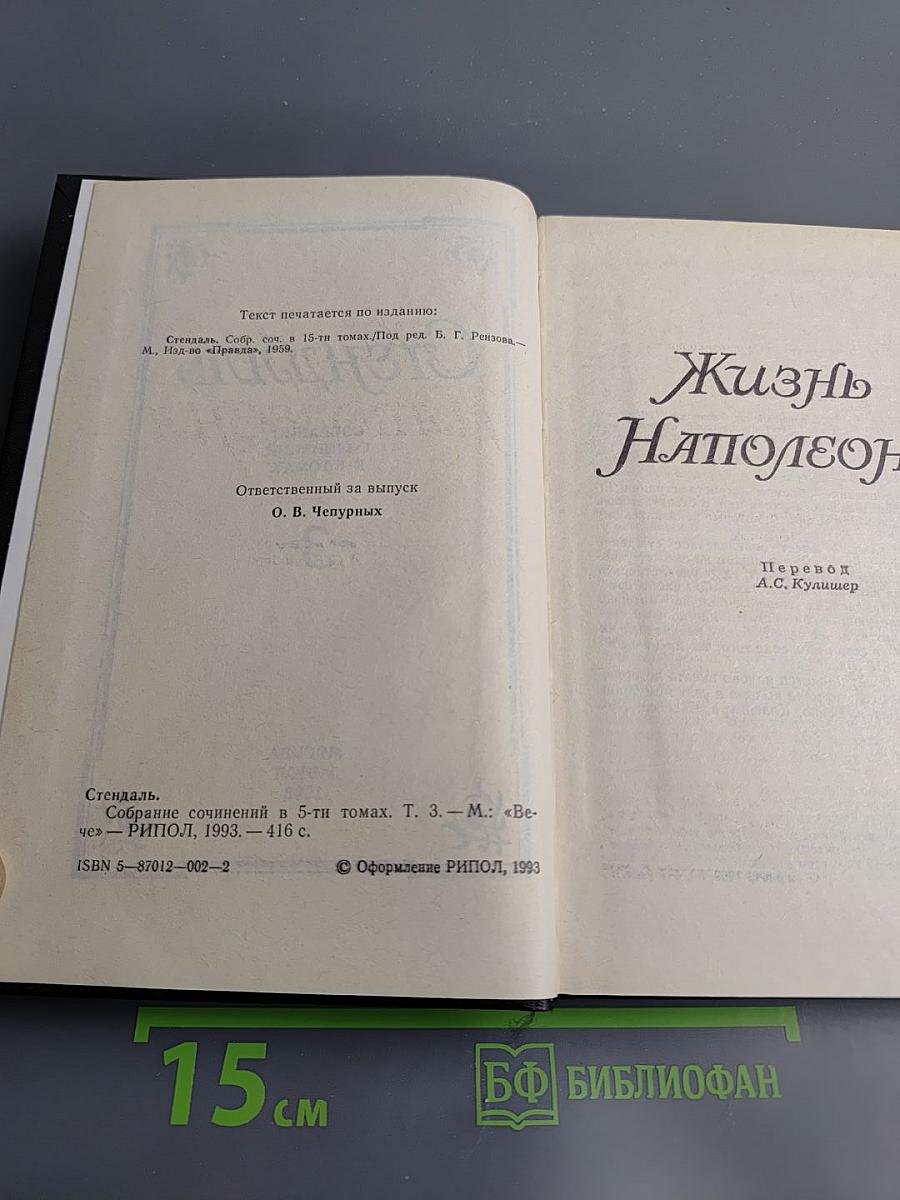 Текст печатается по изданию:
Стендаль. Собр. соч. в 15-ти томах./Под ред. Б. Г. Реизова.—
М., Изд-во «Правда», 1959.
Ответственный за выпуск
О. В. Чепурных
Стендаль.
Собрание сочинений в 5-ти томах. Т. 3. — М.: «Ве-
че» — РИПОЛ, 1993. — 416 с.
ISBN 5—87012—002—2
© Оформление РИПОЛ, 1993
Жизнь
Наполеон
Перевод
А.С. Кулишер
15 см
БФ БИБЛИОФАН